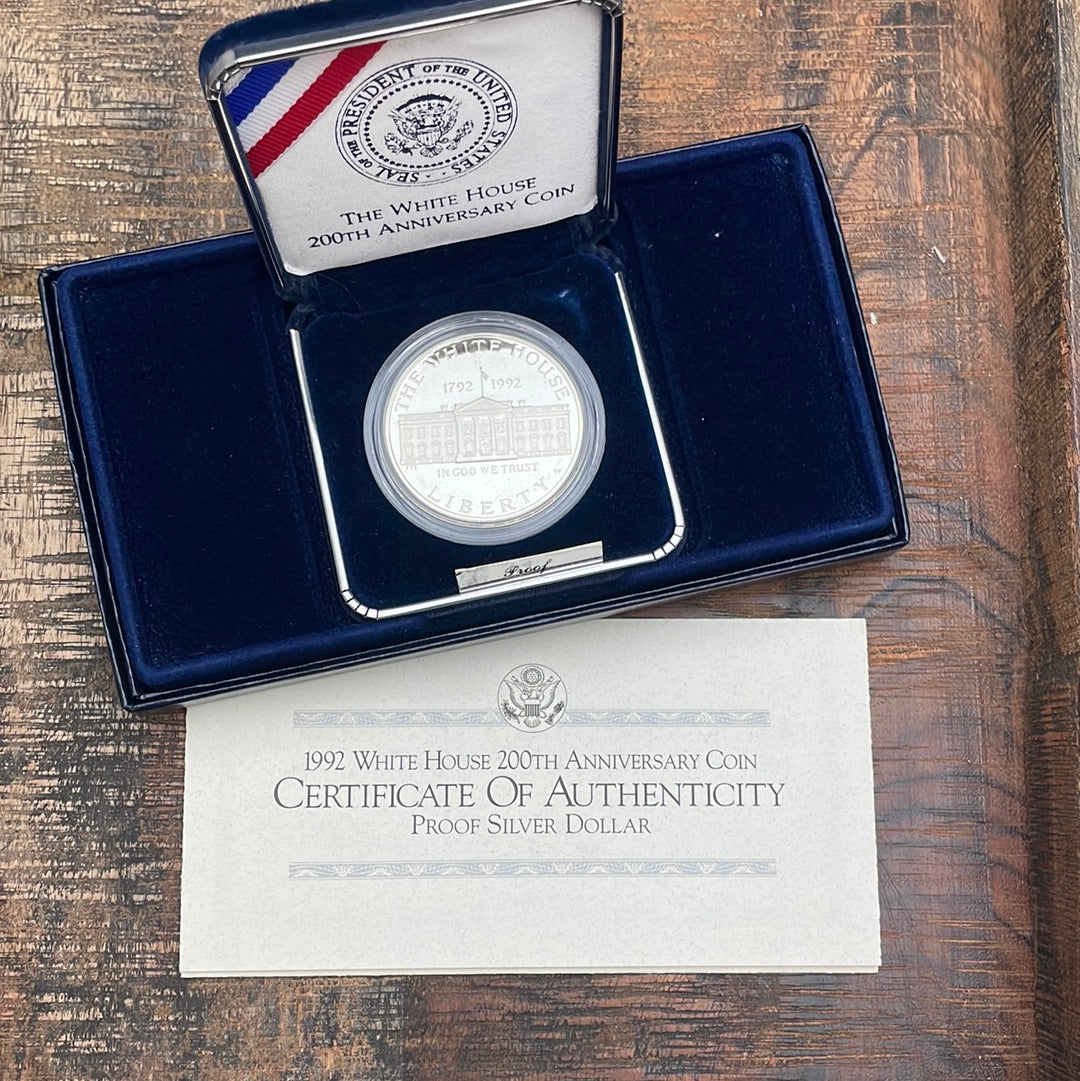 SEAL OF THE PRESIDENT OF THE UNITED STATES
THE WHITE HOUSE
200TH ANNIVERSARY COIN
THE WHITE HOUSE
1792 1992
IN GOD WE TRUST
LIBERTY
Proof
1992 WHITE HOUSE 200TH ANNIVERSARY COIN
CERTIFICATE OF AUTHENTICITY
PROOF SILVER DOLLAR